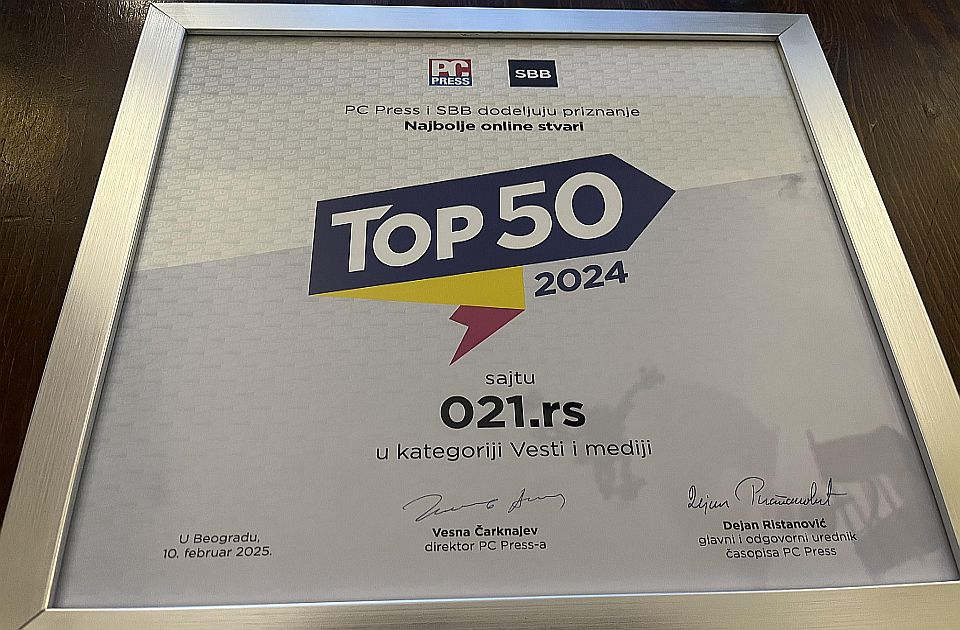 PC PRESS
SBB
PC Press i SBB dodeljuju priznanje
Najbolje online stvari
TOP 50
2024
sajtu
021.rs
u kategoriji Vesti i mediji
U Beogradu,
10. februar 2025.
Vesna Čarknajev
direktor PC Press-a
Dejan Ristanović
glavni i odgovorni urednik
časopisa PC Press